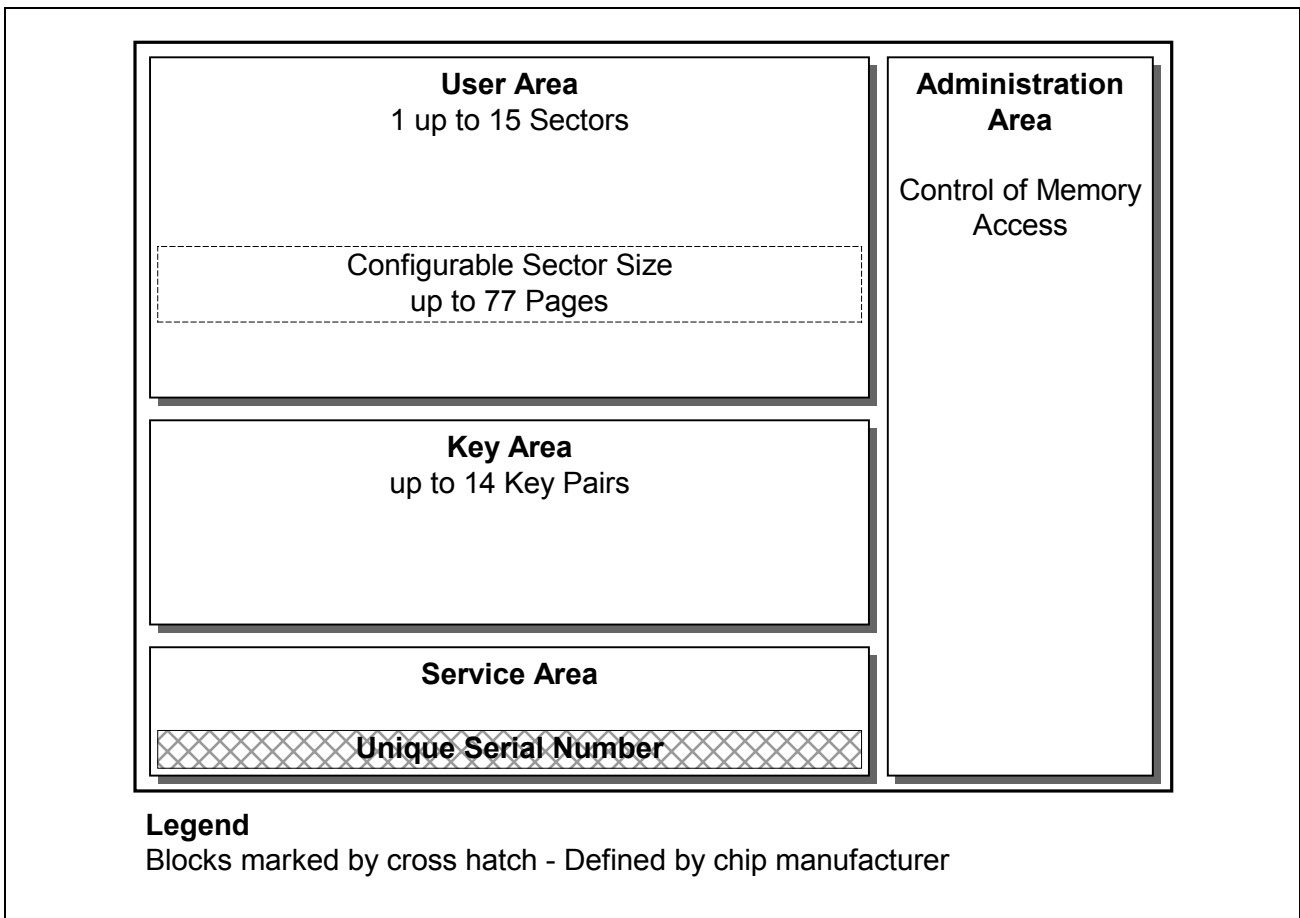 User Area
1 up to 15 Sectors
Configurable Sector Size
up to 77 Pages
Key Area
up to 14 Key Pairs
Service Area
Unique Serial Number
Administration
Area
Control of Memory
Access
Legend
Blocks marked by cross hatch - Defined by chip manufacturer